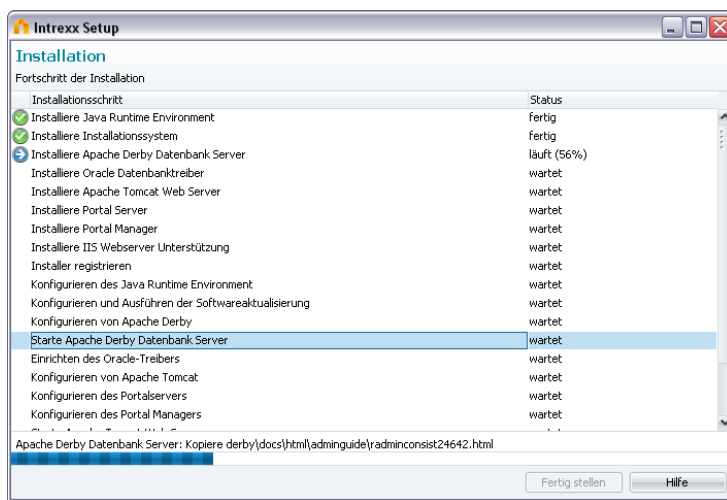 Intrexx Setup
Installation
Fortschritt der Installation
Installationsschritt Status
Installiere Java Runtime Environment fertig
Installiere Installationssystem fertig
Installiere Apache Derby Datenbank Server läuft (56%)
Installiere Oracle Datenbanktreiber wartet
Installiere Apache Tomcat Web Server wartet
Installiere Portal Server wartet
Installiere Portal Manager wartet
Installiere IIS Webserver Unterstützung wartet
Installer registrieren wartet
Konfigurieren des Java Runtime Environment wartet
Konfigurieren und Ausführen der Softwareaktualisierung wartet
Konfigurieren von Apache Derby wartet
Starte Apache Derby Datenbank Server wartet
Einrichten des Oracle-Treibers wartet
Konfigurieren von Apache Tomcat wartet
Konfigurieren des Portalservers wartet
Konfigurieren des Portal Managers wartet
Apache Derby Datenbank Server: Kopiere derby\docs\html\adminguide\radminconsist24642.html
Fertig stellen Hilfe